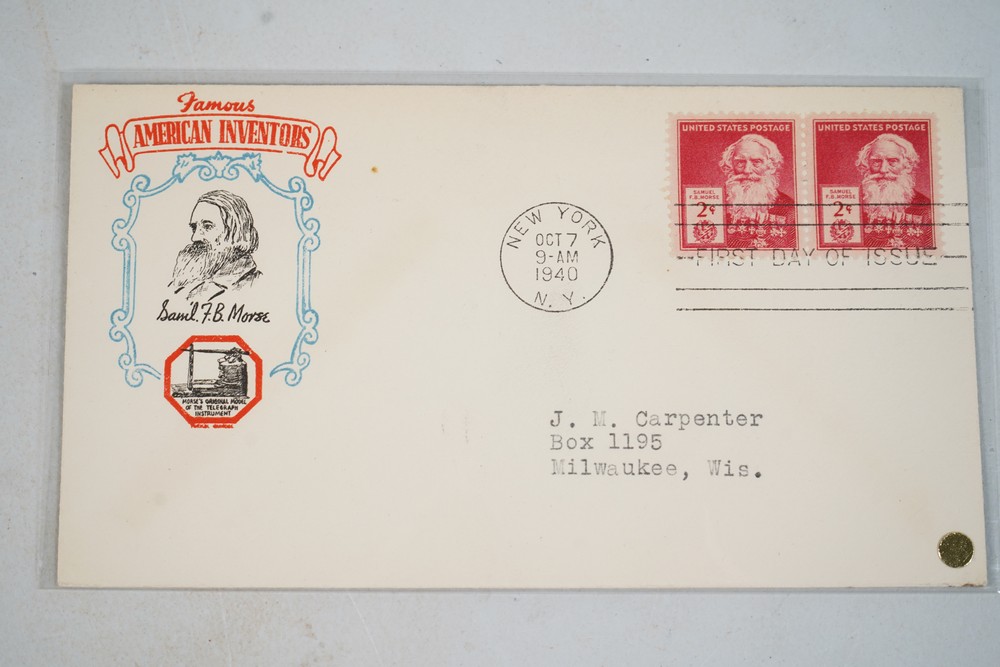 Famous
AMERICAN INVENTORS
Sam'l. F.B. Morse
MORSE'S ORIGINAL MODEL
OF THE TELEGRAPH
INSTRUMENT
NEW YORK
OCT 7
9-AM
1940
N. Y.
UNITED STATES POSTAGE
SAMUEL
F. B. MORSE
2¢
UNITED STATES POSTAGE
SAMUEL
F. B. MORSE
2¢
FIRST DAY OF ISSUE
J. M. Carpenter
Box 1195
Milwaukee, Wis.